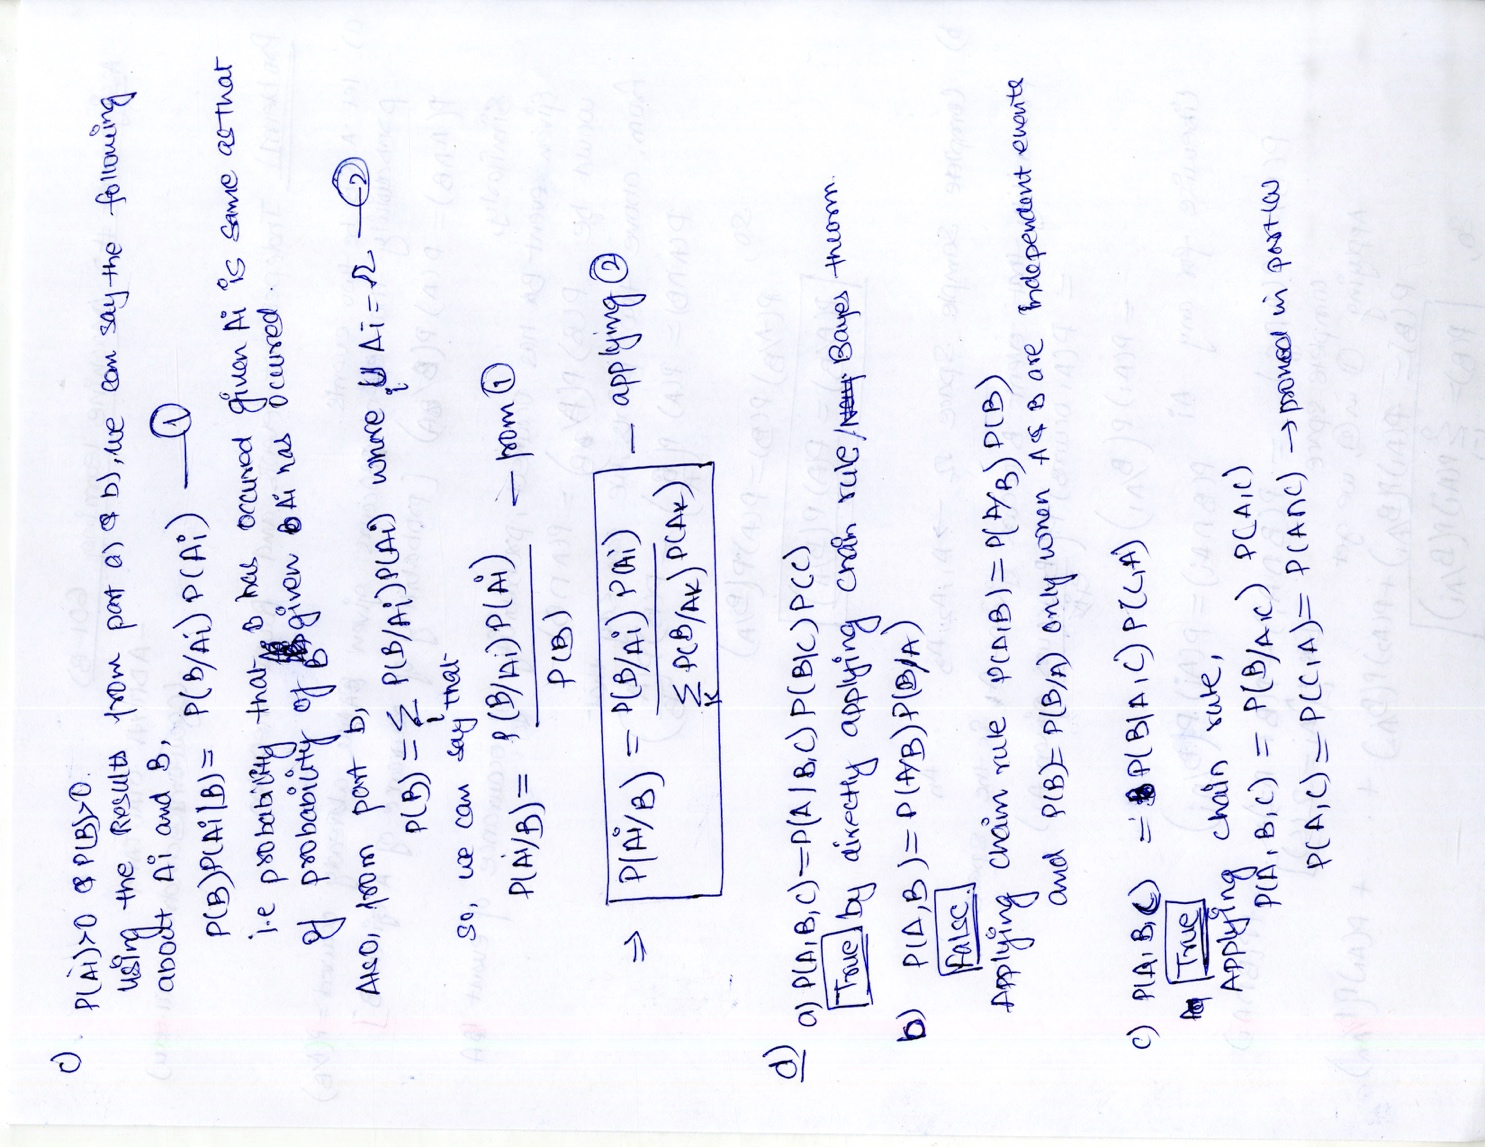 c) P(Ai)>0 & P(B)>0.
Using the Results from part a) & b), we can say the following
about Ai and B,
P(B)P(Ai|B) = P(B/Ai) P(Ai) —①
i.e probability that B has occured given Ai is same as that
of probability of B given Ai has occured.
Also, from part b,
P(B) = Σ_i P(B/Ai)P(Ai) where ∪_i Ai = Ω —②
So, we can say that
P(Ai/B) = P(B/Ai)P(Ai) / P(B) — from ①
⇒ P(Ai/B) = P(B/Ai) P(Ai) / Σ_k P(B/Ak) P(Ak) — applying ②
d) a) P(A,B,C) = P(A|B,C) P(B|C) P(C)
True by directly applying chain rule/ Bayes theorm.
b) P(A,B) = P(A/B)P(B/A)
False.
Applying chain rule P(A,B) = P(A/B) P(B)
and P(B) = P(B/A) only when A & B are independent events
c) P(A,B,C) = P(B|A,C) P(C,A)
True
Applying chain rule,
P(A,B,C) = P(B/A,C) P(A,C)
P(A,C) = P(C,A) = P(A∩C) → proved in part(a)